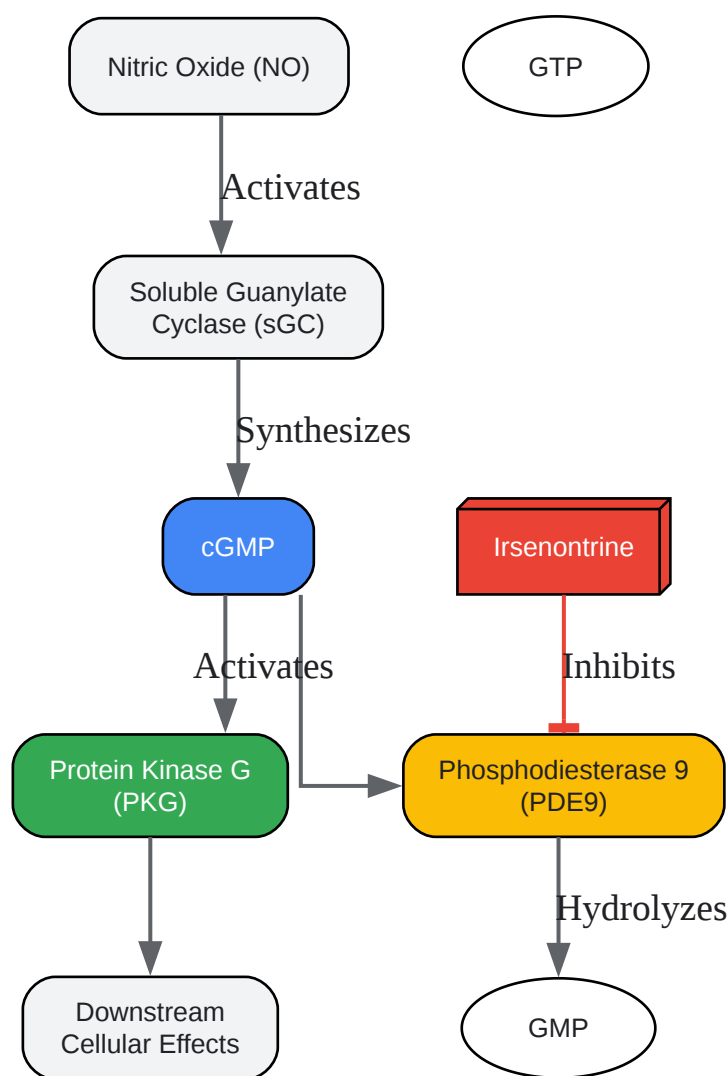 Nitric Oxide (NO)
GTP
Activates
Soluble Guanylate
Cyclase (sGC)
Synthesizes
cGMP
Irsenontrine
Activates
Inhibits
Protein Kinase G
(PKG)
Phosphodiesterase 9
(PDE9)
Hydrolyzes
Downstream
Cellular Effects
GMP